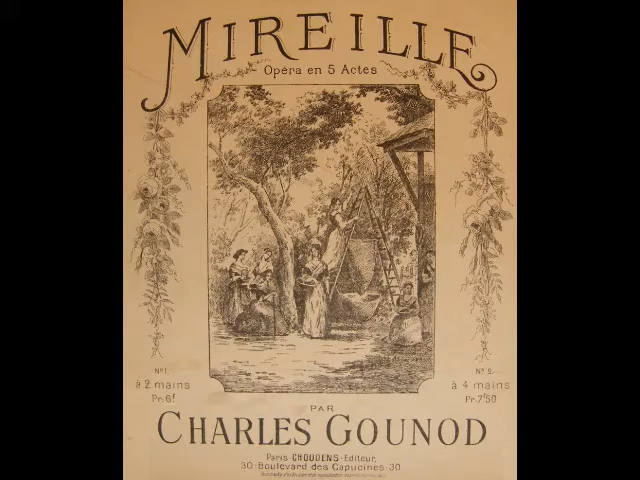 MIREILLE
Opéra en 5 Actes
Nº 1.
à 2 mains
Pr. 6f
Nº 2.
à 4 mains
Pr. 7f50
PAR
CHARLES GOUNOD
Paris CHOUDENS - Editeur,
30 - Boulevard des Capucines - 30